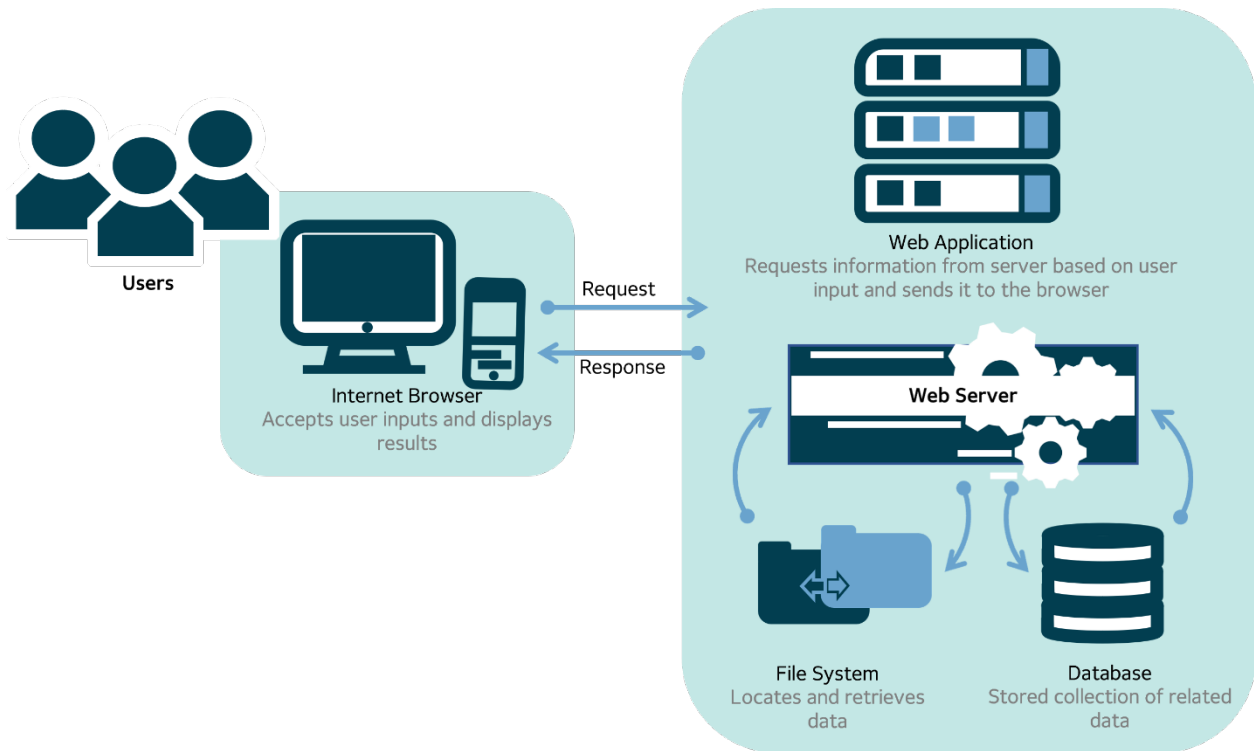 Users
Internet Browser
Accepts user inputs and displays
results
Request
Response
Web Application
Requests information from server based on user
input and sends it to the browser
Web Server
File System
Locates and retrieves
data
Database
Stored collection of related
data